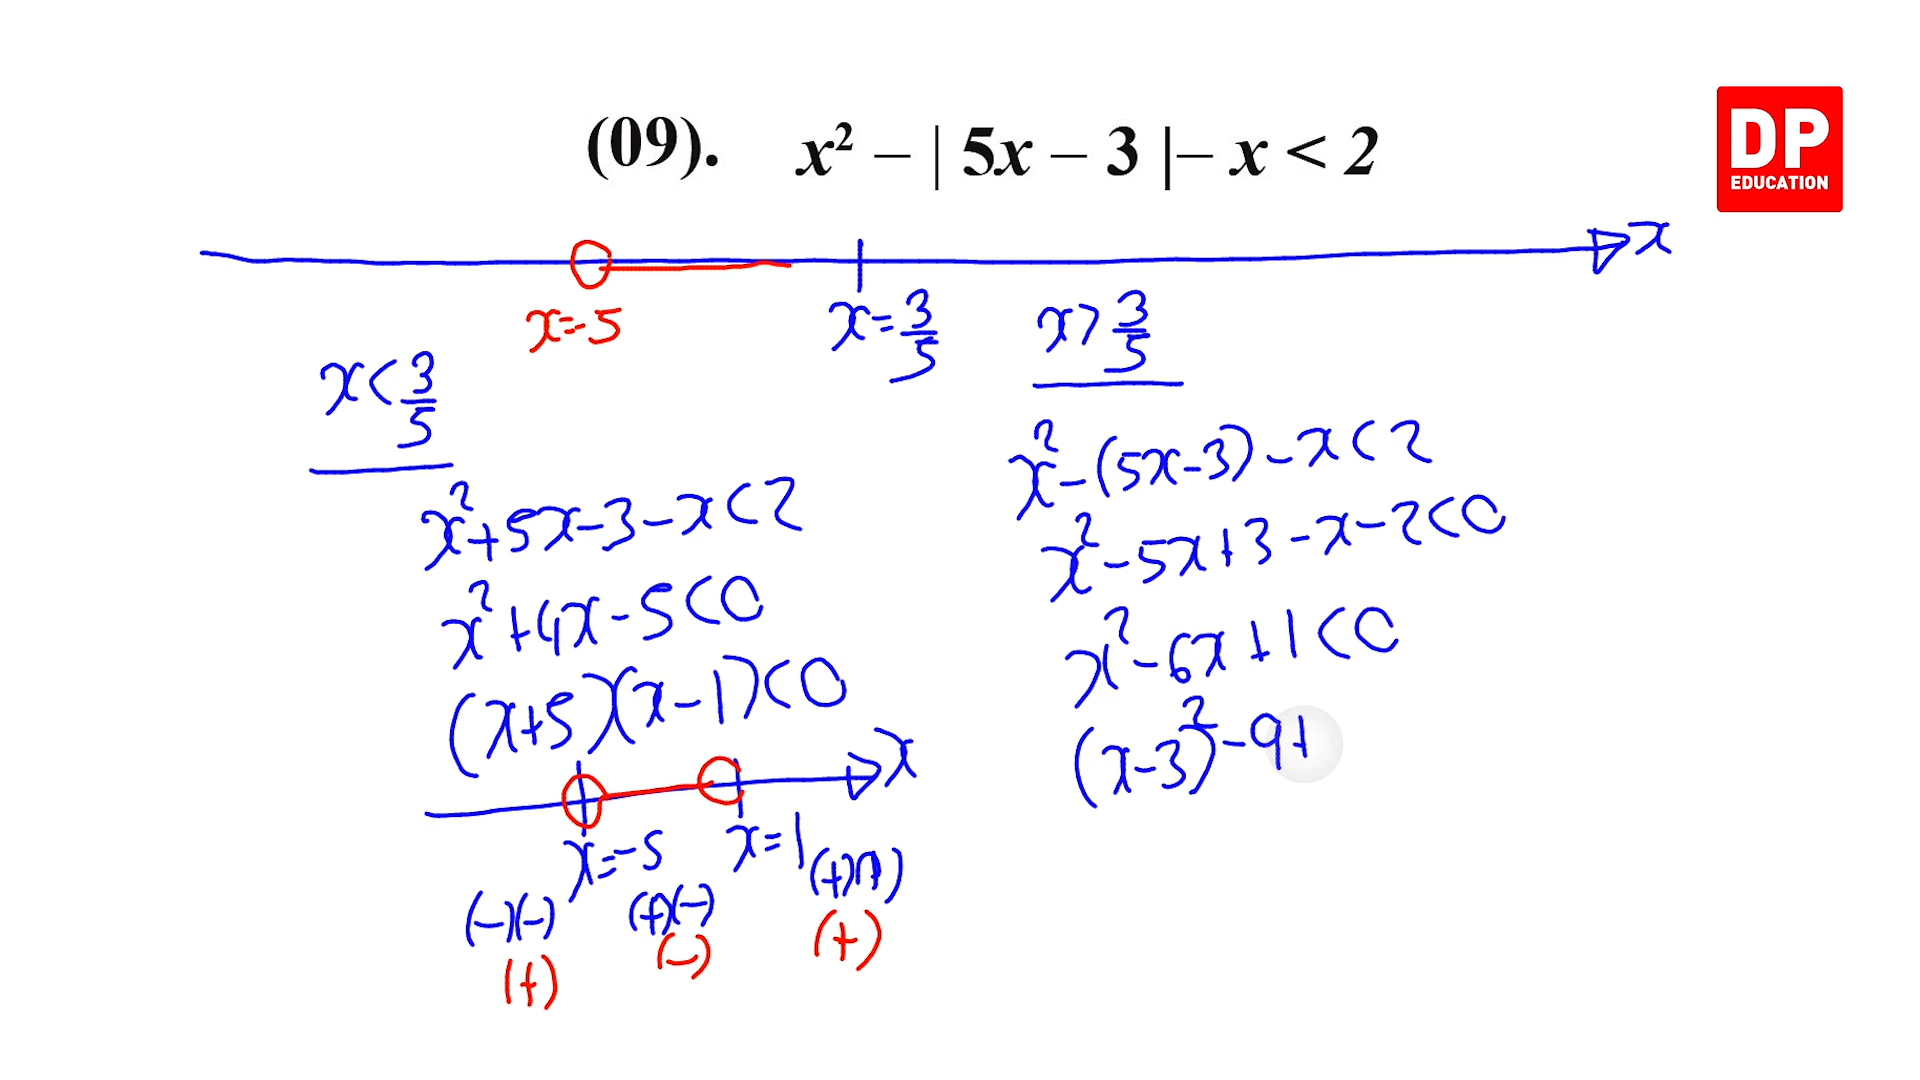 (09). x² – | 5x – 3 |– x < 2
DP
EDUCATION
x
x=-5
x=3/5
x>3/5
x<3/5
x²-(5x-3)-x<2
x²+5x-3-x<2
x²-5x+3-x-2<0
x²+4x-5<0
x²-6x+1<0
(x+5)(x-1)<0
(x-3)²-9+
x
x=-5
x=1
(-)(-)
(+)(-)
(+)(+)
(+)
(-)
(+)